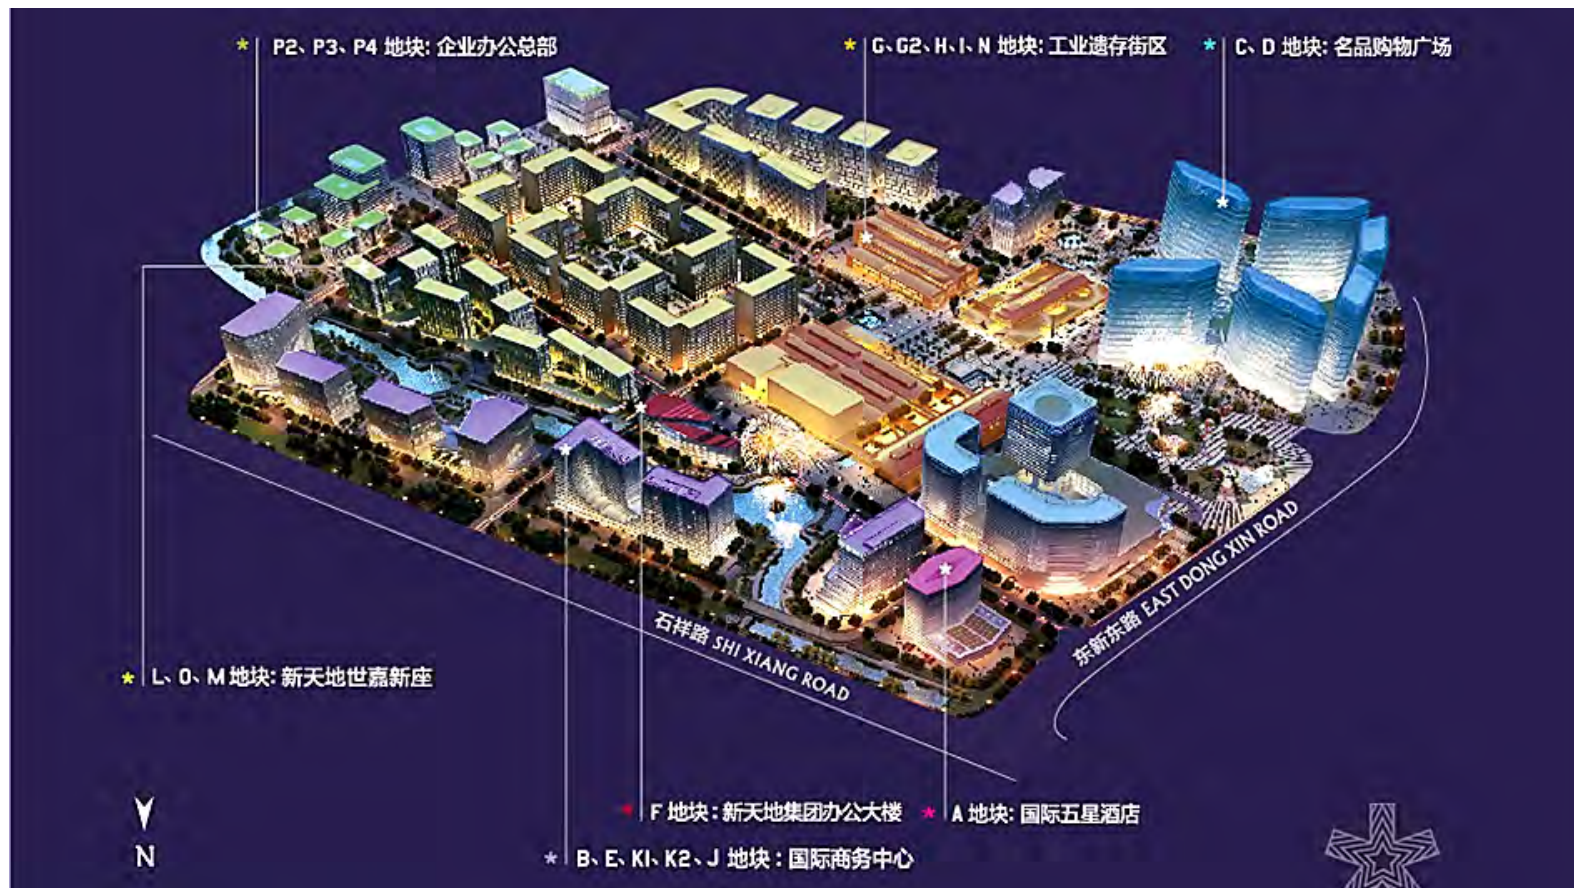 P2、P3、P4 地块: 企业办公总部
G、G2、H、I、N 地块: 工业遗存街区
C、D 地块: 名品购物广场
东新东路 EAST DONG XIN ROAD
石祥路 SHI XIANG ROAD
L、O、M 地块: 新天地世嘉新座
F 地块: 新天地集团办公大楼
A 地块: 国际五星酒店
N
B、E、K1、K2、J 地块: 国际商务中心